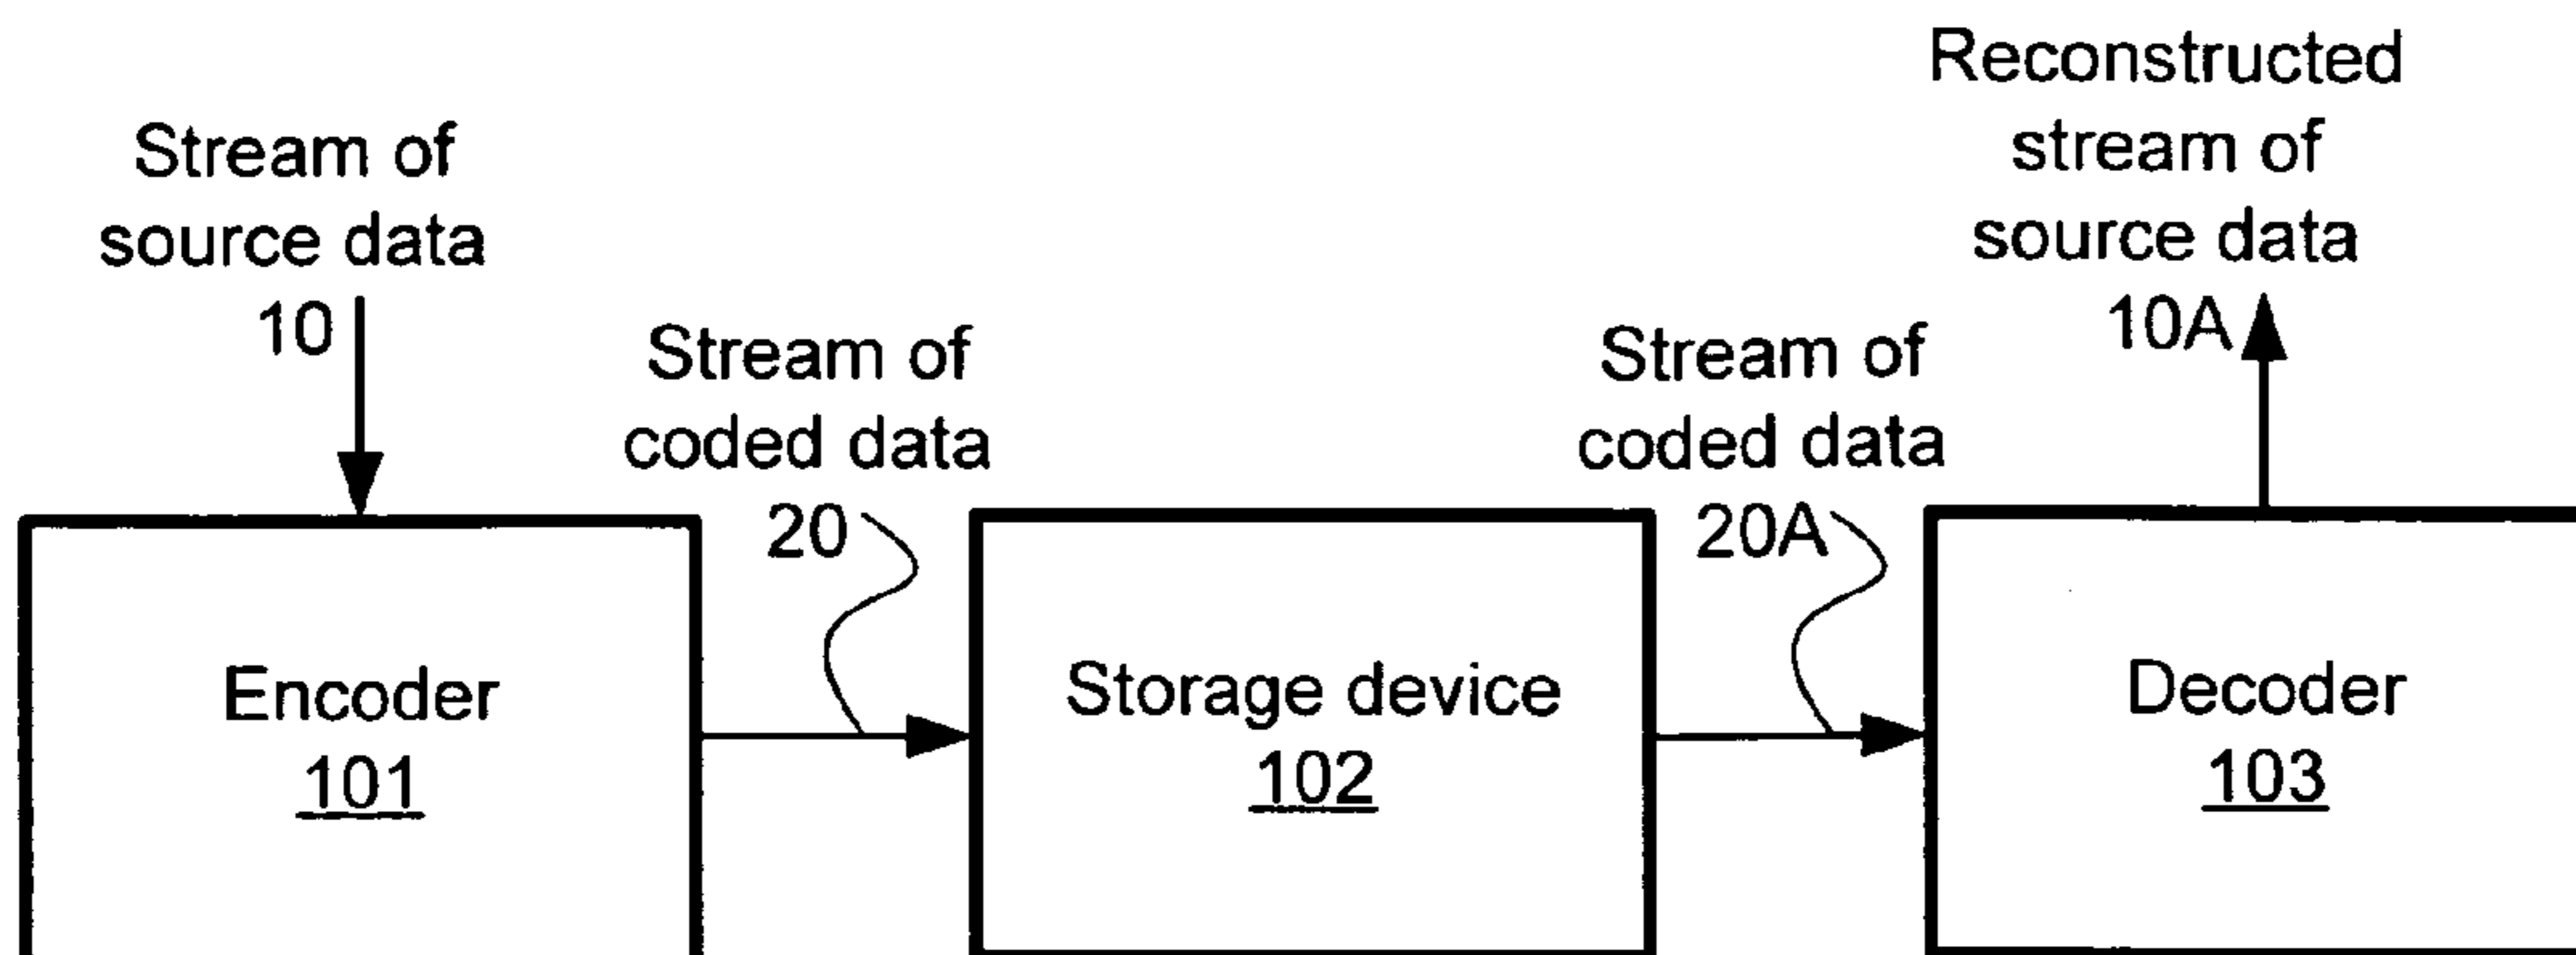 Stream of
source data
10
Stream of
coded data
20
Stream of
coded data
20A
Reconstructed
stream of
source data
10A
Encoder
101
Storage device
102
Decoder
103